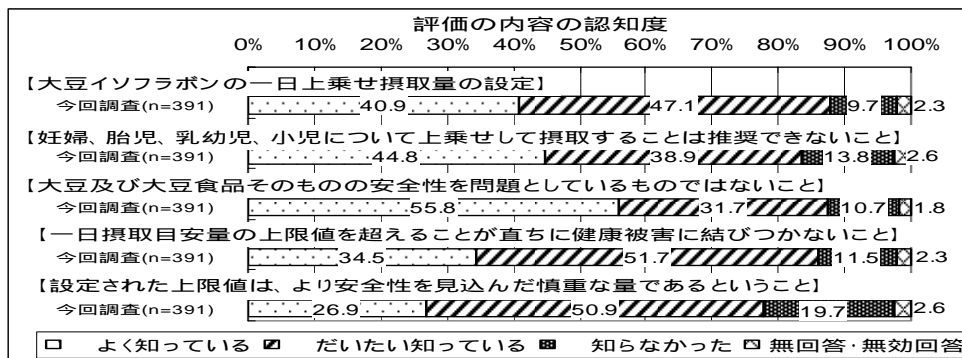 評価の内容の認知度
0% 10% 20% 30% 40% 50% 60% 70% 80% 90% 100%
【大豆イソフラボンの一日上乗せ摂取量の設定】
今回調査(n=391) 40.9 47.1 9.7 2.3
【妊婦、胎児、乳幼児、小児について上乗せして摂取することは推奨できないこと】
今回調査(n=391) 44.8 38.9 13.8 2.6
【大豆及び大豆食品そのものの安全性を問題としているものではないこと】
今回調査(n=391) 55.8 31.7 10.7 1.8
【一日摂取目安量の上限値を超えることが直ちに健康被害に結びつかないこと】
今回調査(n=391) 34.5 51.7 11.5 2.3
【設定された上限値は、より安全性を見込んだ慎重な量であるということ】
今回調査(n=391) 26.9 50.9 19.7 2.6
よく知っている だいたい知っている 知らなかった 無回答・無効回答